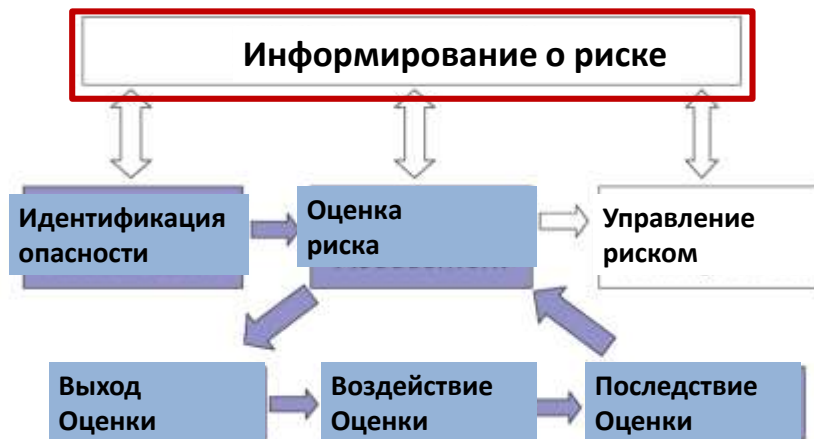 Информирование о риске
Идентификация
опасности
Оценка
риска
Управление
риском
Выход
Оценки
Воздействие
Оценки
Последствие
Оценки